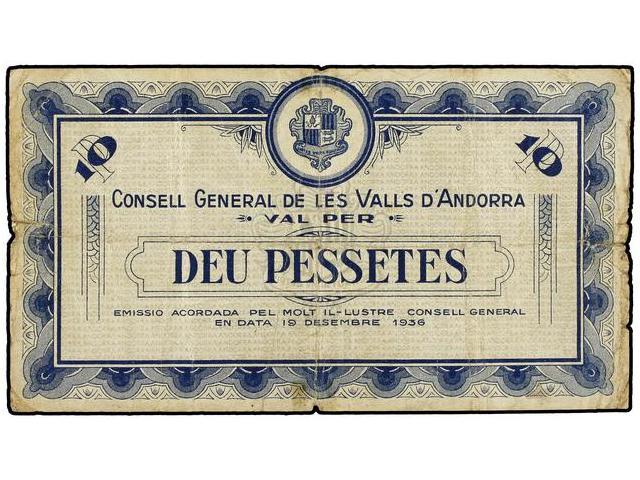 10 P
10 P
CONSELL GENERAL DE LES VALLS D'ANDORRA
VAL PER
DEU PESSETES
EMISSIO ACORDADA PEL MOLT IL-LUSTRE CONSELL GENERAL
EN DATA 19 DESEMBRE 1936